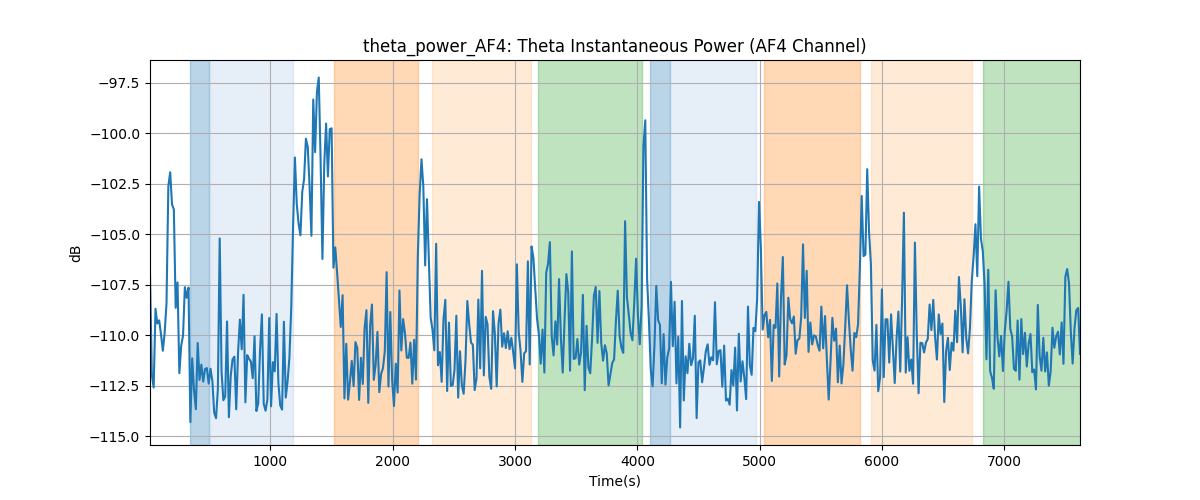 theta_power_AF4: Theta Instantaneous Power (AF4 Channel)
−97.5
−100.0
−102.5
−105.0
−107.5
−110.0
−112.5
−115.0
dB
1000 2000 3000 4000 5000 6000 7000
Time(s)